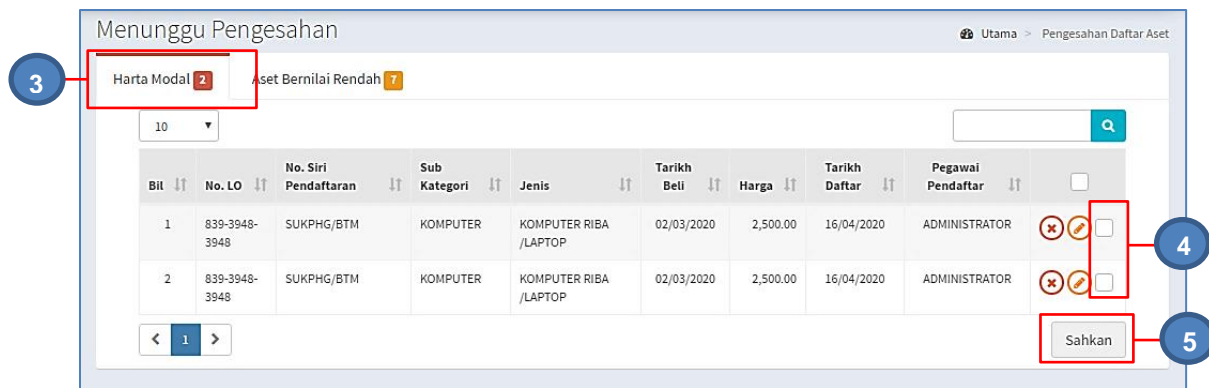 Menunggu Pengesahan
Utama > Pengesahan Daftar Aset
3
Harta Modal 2
Aset Bernilai Rendah 7
10
Bil No. LO No. Siri Pendaftaran Sub Kategori Jenis Tarikh Beli Harga Tarikh Daftar Pegawai Pendaftar
1 839-3948-3948 SUKPHG/BTM KOMPUTER KOMPUTER RIBA /LAPTOP 02/03/2020 2,500.00 16/04/2020 ADMINISTRATOR
4
2 839-3948-3948 SUKPHG/BTM KOMPUTER KOMPUTER RIBA /LAPTOP 02/03/2020 2,500.00 16/04/2020 ADMINISTRATOR
< 1 >
Sahkan
5